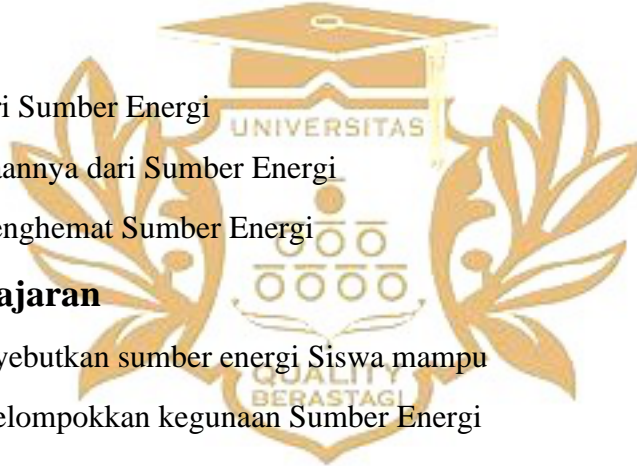 ri Sumber Energi
UNIVERSITAS
annya dari Sumber Energi
enghemat Sumber Energi
ajaran
yebutkan sumber energi Siswa mampu
QUALITY
BERASTAGI
elompokkan kegunaan Sumber Energi